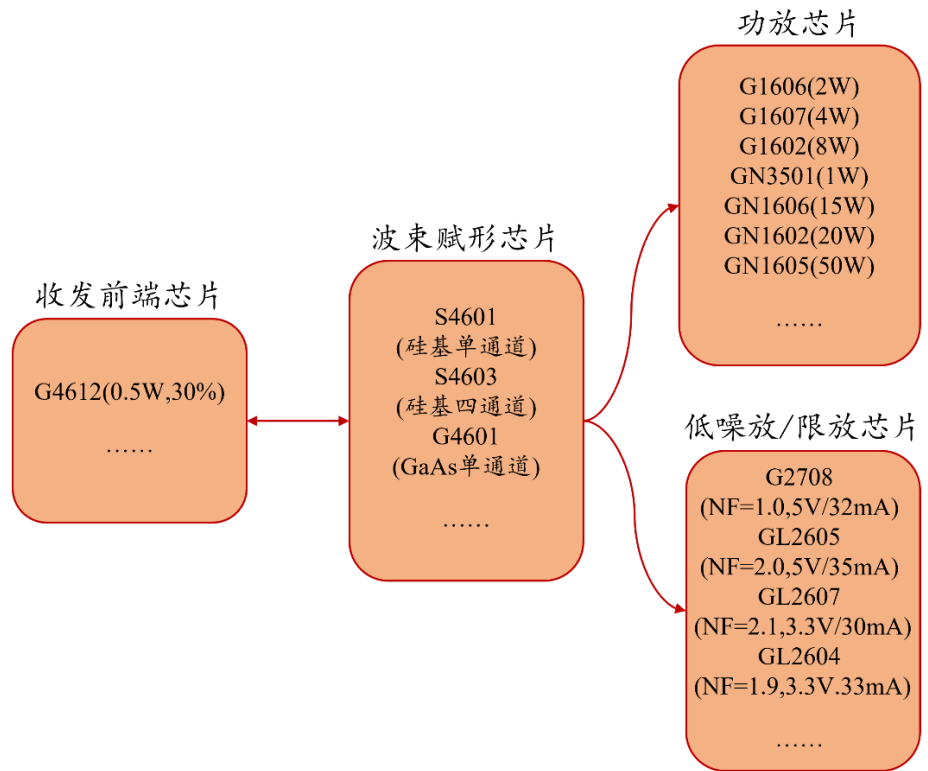 收发前端芯片
G4612(0.5W,30%)
……
波束赋形芯片
S4601
(硅基单通道)
S4603
(硅基四通道)
G4601
(GaAs单通道)
……
功放芯片
G1606(2W)
G1607(4W)
G1602(8W)
GN3501(1W)
GN1606(15W)
GN1602(20W)
GN1605(50W)
……
低噪放/限放芯片
G2708
(NF=1.0,5V/32mA)
GL2605
(NF=2.0,5V/35mA)
GL2607
(NF=2.1,3.3V/30mA)
GL2604
(NF=1.9,3.3V.33mA)
……